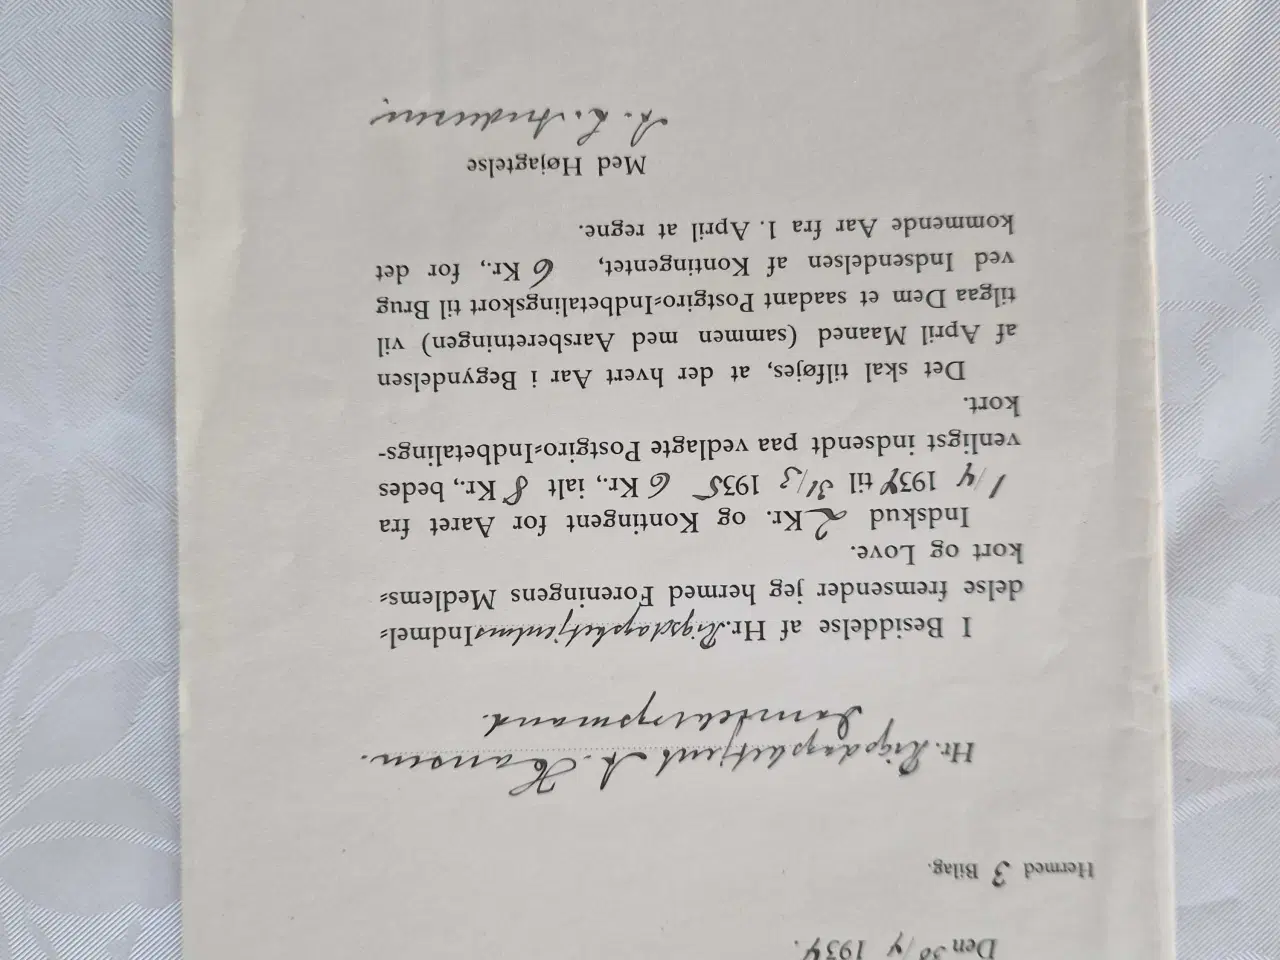 Den 30/4 1934.
Hermed 3 Bilag.
Hr. Rigsdagsbetjent A. Hansen.
Dannebrogsmand.
I Besiddelse af Hr. Rigsdagsbetjentens Indmel-
delse fremsender jeg hermed Foreningens Medlems-
kort og Love.
Indskud 2 Kr. og Kontingent for Aaret fra
1/4 1934 til 31/3 1935 6 Kr., ialt 8 Kr., bedes
venligst indsendt paa vedlagte Postgiro-Indbetalings-
kort.
Det skal tilføjes, at der hvert Aar i Begyndelsen
af April Maaned (sammen med Aarsberetningen) vil
tilgaa Dem et saadant Postgiro-Indbetalingskort til Brug
ved Indsendelsen af Kontingentet, 6 Kr., for det
kommende Aar fra 1. April at regne.
Med Højagtelse